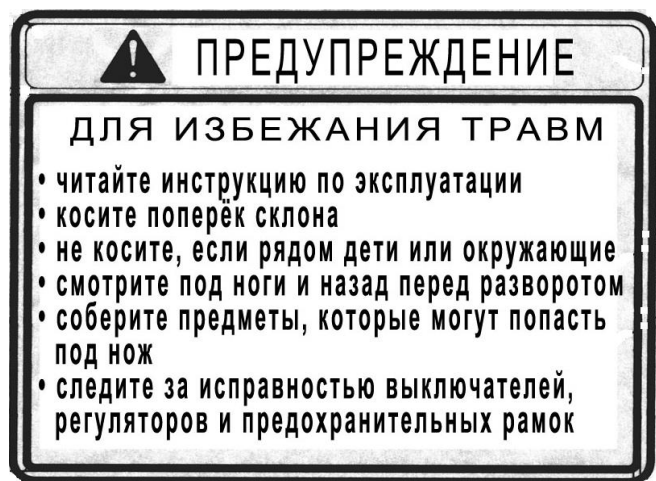 ПРЕДУПРЕЖДЕНИЕ
ДЛЯ ИЗБЕЖАНИЯ ТРАВМ
• читайте инструкцию по эксплуатации
• косите поперёк склона
• не косите, если рядом дети или окружающие
• смотрите под ноги и назад перед разворотом
• соберите предметы, которые могут попасть
под нож
• следите за исправностью выключателей,
регуляторов и предохранительных рамок